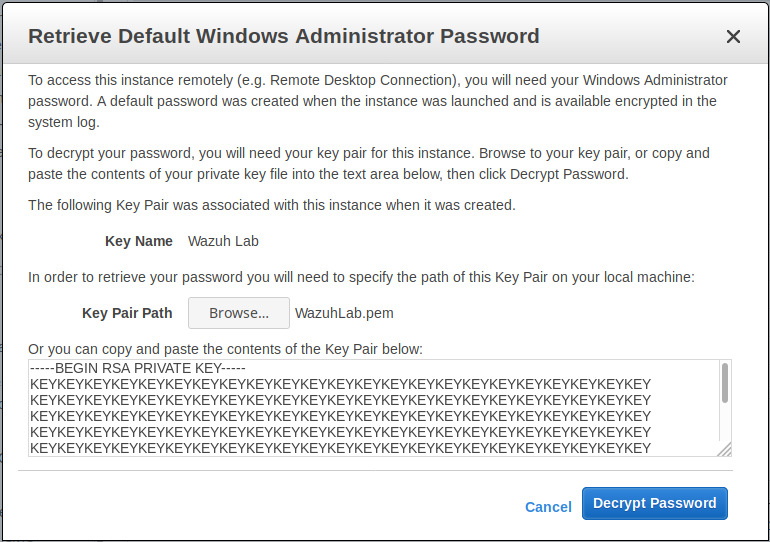 Retrieve Default Windows Administrator Password
To access this instance remotely (e.g. Remote Desktop Connection), you will need your Windows Administrator
password. A default password was created when the instance was launched and is available encrypted in the
system log.
To decrypt your password, you will need your key pair for this instance. Browse to your key pair, or copy and
paste the contents of your private key file into the text area below, then click Decrypt Password.
The following Key Pair was associated with this instance when it was created.
Key Name Wazuh Lab
In order to retrieve your password you will need to specify the path of this Key Pair on your local machine:
Key Pair Path Browse... WazuhLab.pem
Or you can copy and paste the contents of the Key Pair below:
-----BEGIN RSA PRIVATE KEY-----
KEYKEYKEYKEYKEYKEYKEYKEYKEYKEYKEYKEYKEYKEYKEYKEYKEYKEYKEYKEYKEYKEYKEY
KEYKEYKEYKEYKEYKEYKEYKEYKEYKEYKEYKEYKEYKEYKEYKEYKEYKEYKEYKEYKEYKEYKEY
KEYKEYKEYKEYKEYKEYKEYKEYKEYKEYKEYKEYKEYKEYKEYKEYKEYKEYKEYKEYKEYKEYKEY
KEYKEYKEYKEYKEYKEYKEYKEYKEYKEYKEYKEYKEYKEYKEYKEYKEYKEYKEYKEYKEYKEYKEY
KEYKEYKEYKEYKEYKEYKEYKEYKEYKEYKEYKEYKEYKEYKEYKEYKEYKEYKEYKEYKEYKEYKEY
Cancel Decrypt Password